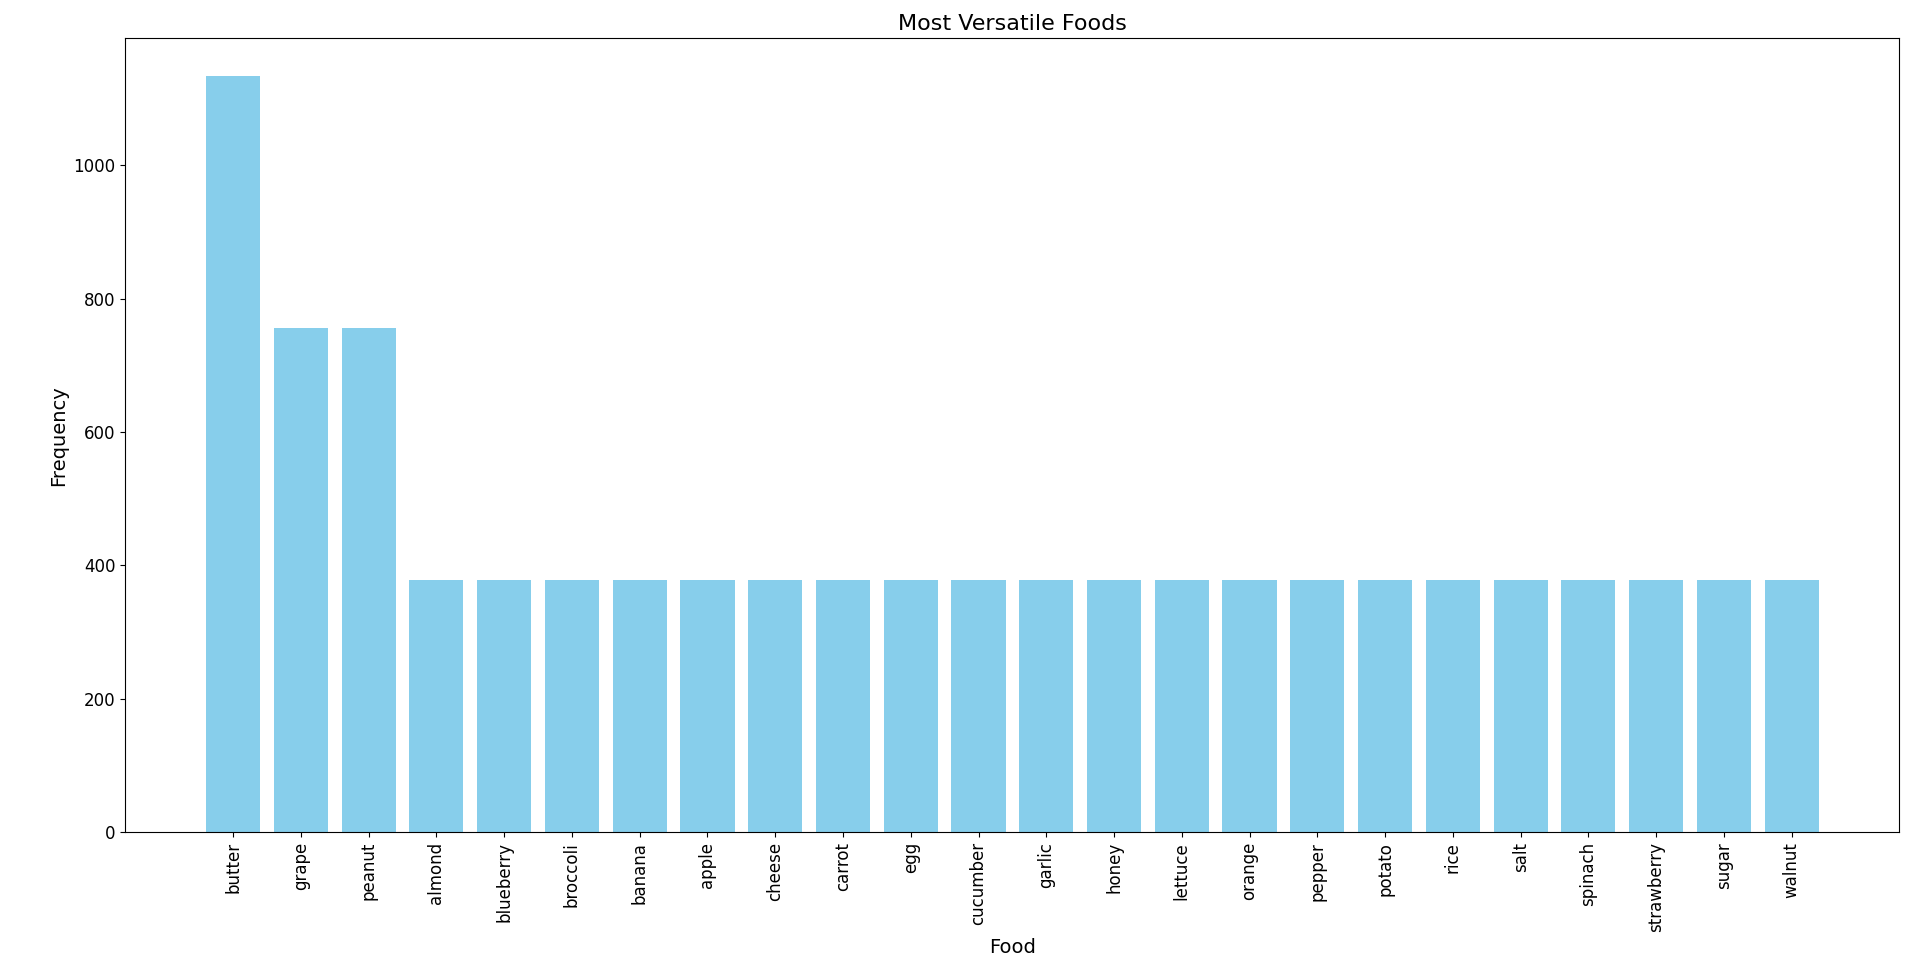 Most Versatile Foods
Frequency
1000
800
600
400
200
0
butter
grape
peanut
almond
blueberry
broccoli
banana
apple
cheese
carrot
egg
cucumber
garlic
honey
lettuce
orange
pepper
potato
rice
salt
spinach
strawberry
sugar
walnut
Food